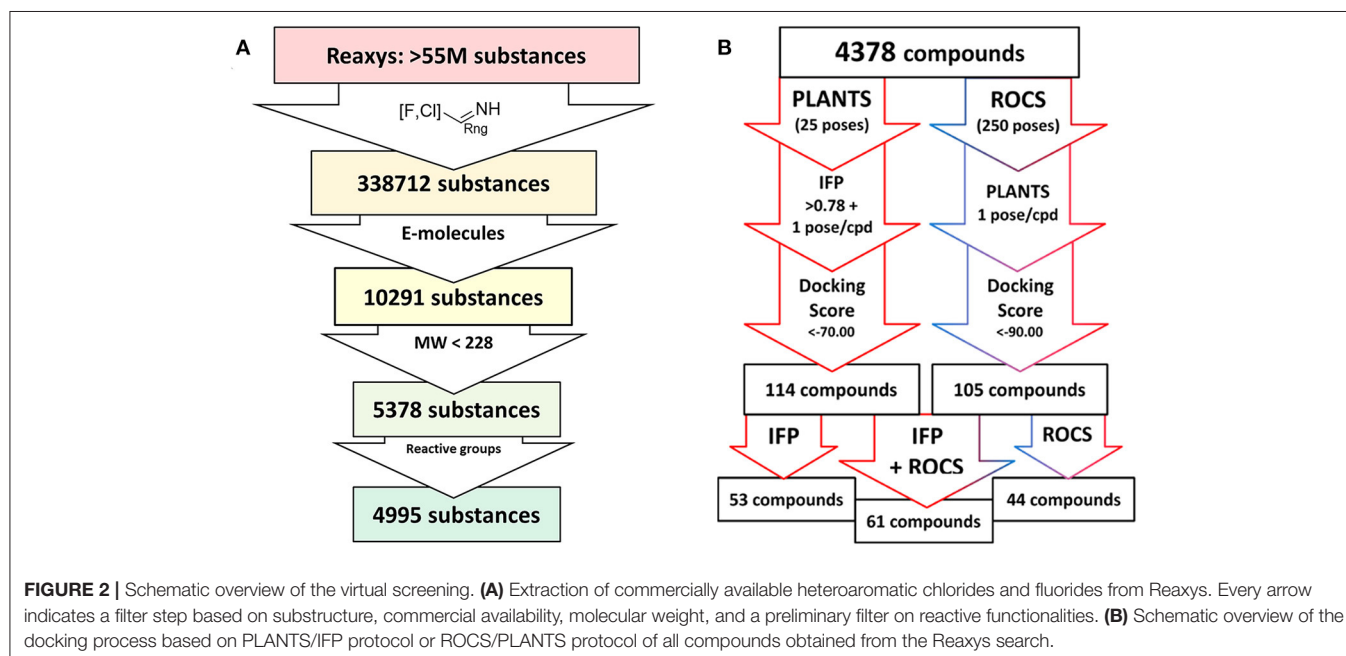 A
Reaxys: >55M substances
[F,Cl]
NH
Rng
338712 substances
E-molecules
10291 substances
MW < 228
5378 substances
Reactive groups
4995 substances
B
4378 compounds
PLANTS
(25 poses)
IFP
>0.78 +
1 pose/cpd
Docking
Score
<-70.00
114 compounds
ROCS
(250 poses)
PLANTS
1 pose/cpd
Docking
Score
<-90.00
105 compounds
IFP
IFP
+ ROCS
ROCS
53 compounds
61 compounds
44 compounds
FIGURE 2 | Schematic overview of the virtual screening. (A) Extraction of commercially available heteroaromatic chlorides and fluorides from Reaxys. Every arrow
indicates a filter step based on substructure, commercial availability, molecular weight, and a preliminary filter on reactive functionalities. (B) Schematic overview of the
docking process based on PLANTS/IFP protocol or ROCS/PLANTS protocol of all compounds obtained from the Reaxys search.